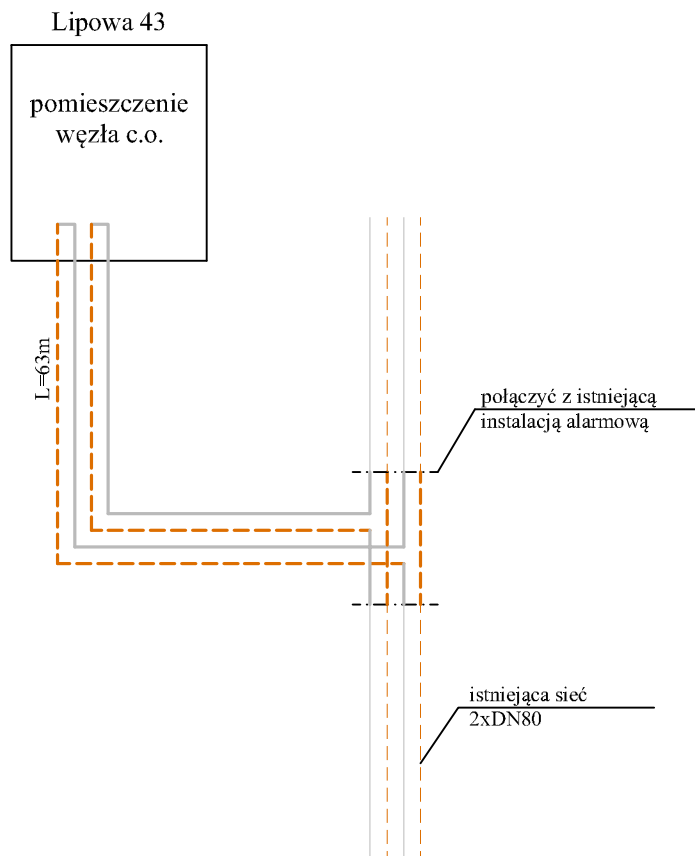 Lipowa 43
pomieszczenie
węzła c.o.
L=63m
połączyć z istniejącą
instalacją alarmową
istniejąca sieć
2xDN80